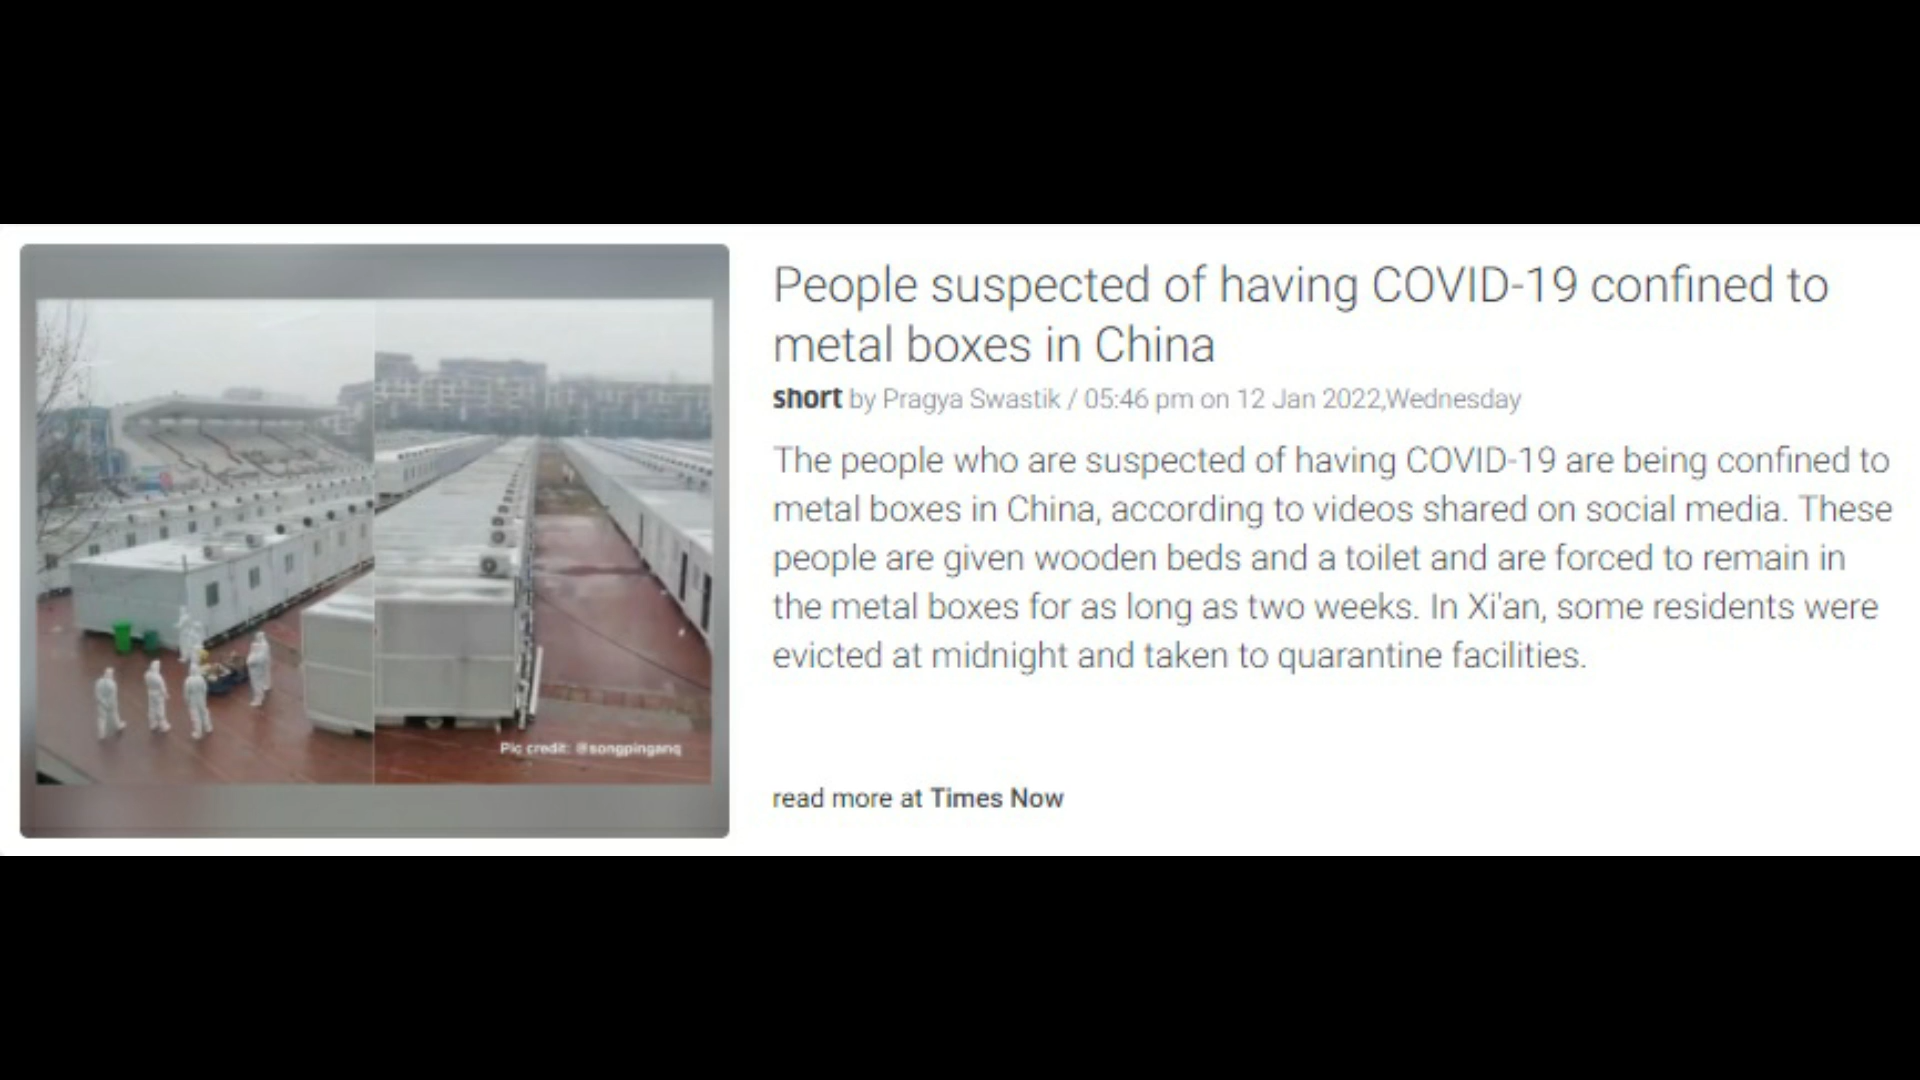 People suspected of having COVID-19 confined to
metal boxes in China
short by Pragya Swastik / 05:46 pm on 12 Jan 2022,Wednesday
The people who are suspected of having COVID-19 are being confined to
metal boxes in China, according to videos shared on social media. These
people are given wooden beds and a toilet and are forced to remain in
the metal boxes for as long as two weeks. In Xi'an, some residents were
evicted at midnight and taken to quarantine facilities.
Pic credit: @songpinganq
read more at Times Now